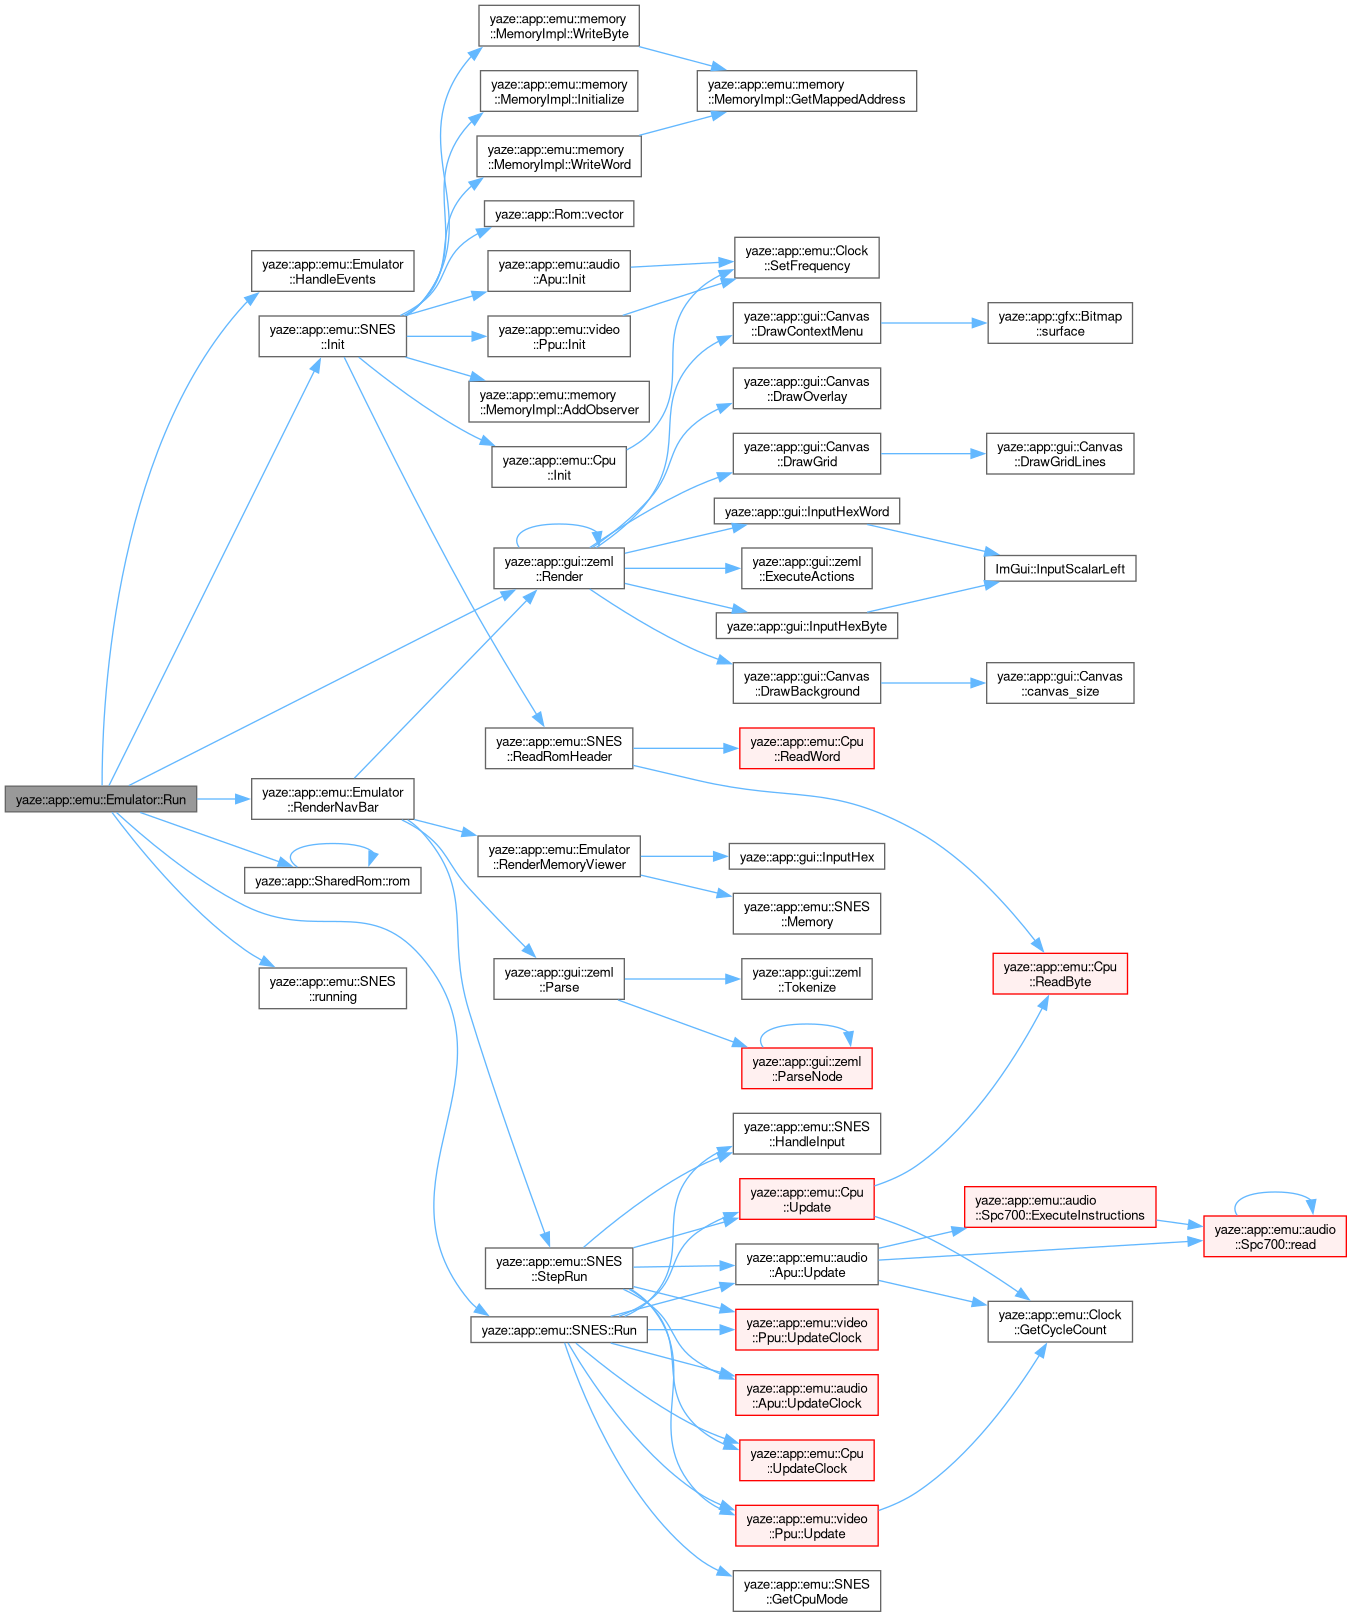 yaze::app::emu::memory
::MemoryImpl::WriteByte
yaze::app::emu::memory
::MemoryImpl::Initialize
yaze::app::emu::memory
::MemoryImpl::GetMappedAddress
yaze::app::emu::memory
::MemoryImpl::WriteWord
yaze::app::Rom::vector
yaze::app::emu::Emulator
::HandleEvents
yaze::app::emu::audio
::Apu::Init
yaze::app::emu::Clock
::SetFrequency
yaze::app::emu::SNES
::Init
yaze::app::emu::video
::Ppu::Init
yaze::app::gui::Canvas
::DrawContextMenu
yaze::app::gfx::Bitmap
::surface
yaze::app::emu::memory
::MemoryImpl::AddObserver
yaze::app::gui::Canvas
::DrawOverlay
yaze::app::emu::Cpu
::Init
yaze::app::gui::Canvas
::DrawGrid
yaze::app::gui::Canvas
::DrawGridLines
yaze::app::gui::InputHexWord
yaze::app::gui::zeml
::Render
yaze::app::gui::zeml
::ExecuteActions
ImGui::InputScalarLeft
yaze::app::gui::InputHexByte
yaze::app::gui::Canvas
::DrawBackground
yaze::app::gui::Canvas
::canvas_size
yaze::app::emu::SNES
::ReadRomHeader
yaze::app::emu::Cpu
::ReadWord
yaze::app::emu::Emulator::Run
yaze::app::emu::Emulator
::RenderNavBar
yaze::app::SharedRom::rom
yaze::app::emu::Emulator
::RenderMemoryViewer
yaze::app::gui::InputHex
yaze::app::emu::SNES
::Memory
yaze::app::emu::SNES
::running
yaze::app::gui::zeml
::Parse
yaze::app::gui::zeml
::Tokenize
yaze::app::emu::Cpu
::ReadByte
yaze::app::gui::zeml
::ParseNode
yaze::app::emu::SNES
::HandleInput
yaze::app::emu::Cpu
::Update
yaze::app::emu::audio
::Spc700::ExecuteInstructions
yaze::app::emu::audio
::Spc700::read
yaze::app::emu::SNES
::StepRun
yaze::app::emu::audio
::Apu::Update
yaze::app::emu::SNES::Run
yaze::app::emu::video
::Ppu::UpdateClock
yaze::app::emu::Clock
::GetCycleCount
yaze::app::emu::audio
::Apu::UpdateClock
yaze::app::emu::Cpu
::UpdateClock
yaze::app::emu::video
::Ppu::Update
yaze::app::emu::SNES
::GetCpuMode